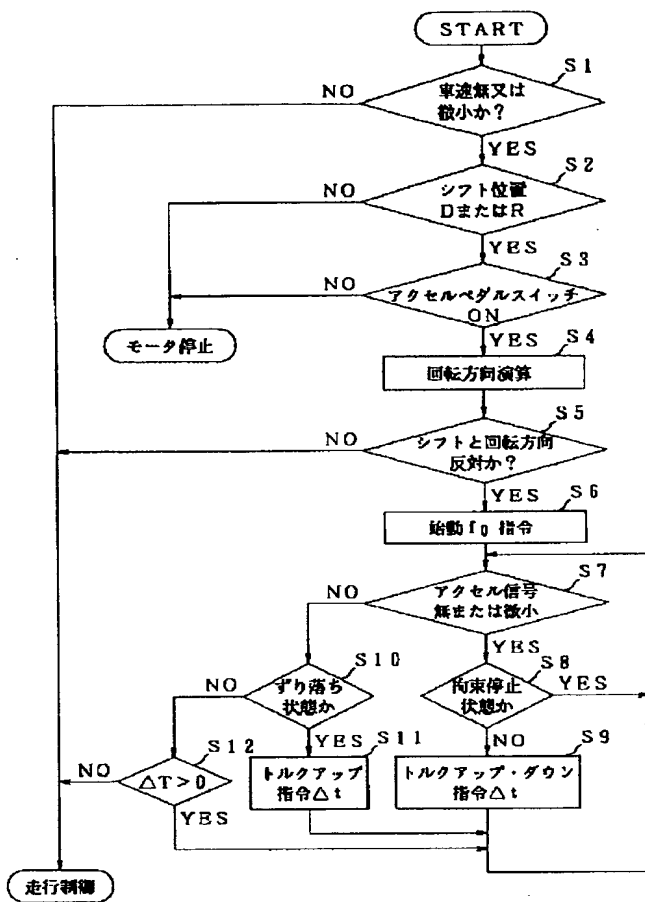 START
S1
NO
車速無又は
微小か?
YES
S2
NO
シフト位置
DまたはR
YES
S3
NO
アクセルペダルスイッチ
ON
YES
モータ停止
S4
回転方向演算
S5
NO
シフトと回転方向
反対か?
YES
S6
始動f0 指令
S7
NO
アクセル信号
無または微小
YES
S10
S8
NO
ずり落ち
状態か
拘束停止
状態か
YES
S12
YES
S11
NO
S9
NO
△T>0
トルクアップ
指令△t
トルクアップ・ダウン
指令△t
YES
走行制御